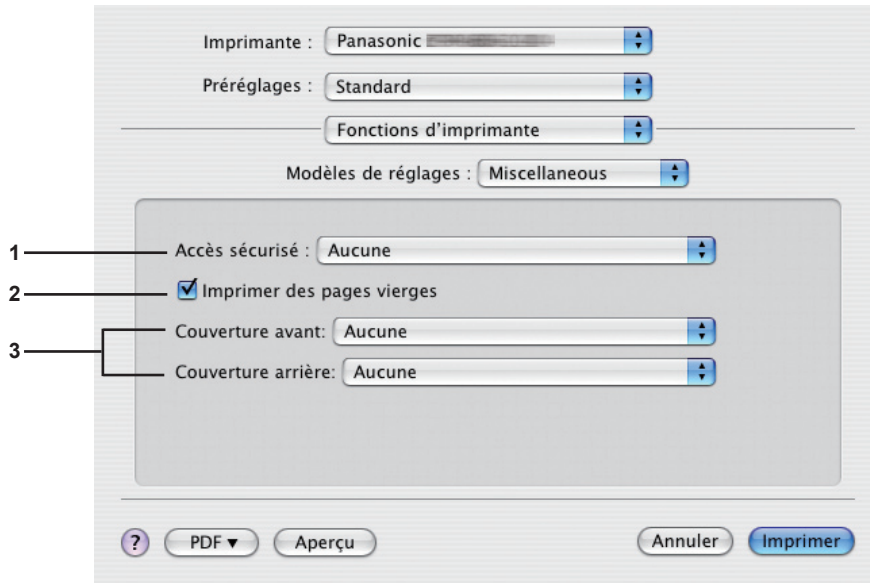 Imprimante : Panasonic
Préréglages : Standard
Fonctions d'imprimante
Modèles de réglages : Miscellaneous
1 Accès sécurisé : Aucune
2 Imprimer des pages vierges
3
Couverture avant: Aucune
Couverture arrière: Aucune
? PDF ▼ Aperçu Annuler Imprimer